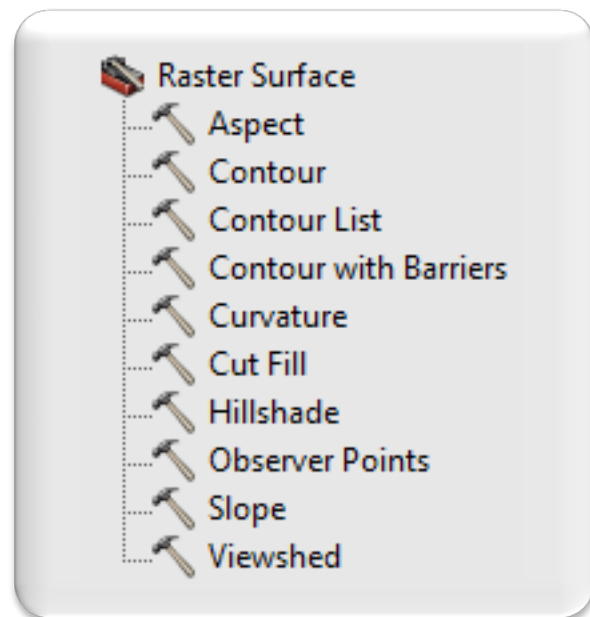 Raster Surface
Aspect
Contour
Contour List
Contour with Barriers
Curvature
Cut Fill
Hillshade
Observer Points
Slope
Viewshed